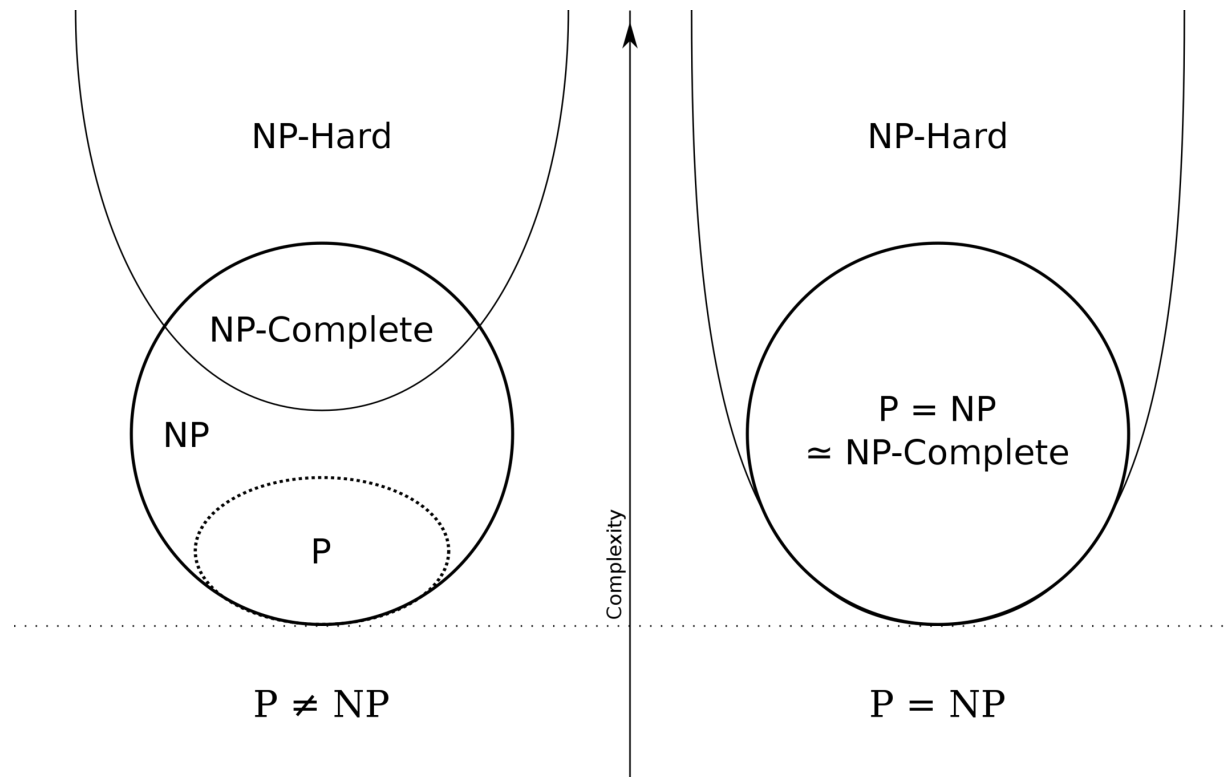 NP-Hard
NP-Complete
NP
P
P ≠ NP
Complexity
NP-Hard
P = NP
≃ NP-Complete
P = NP